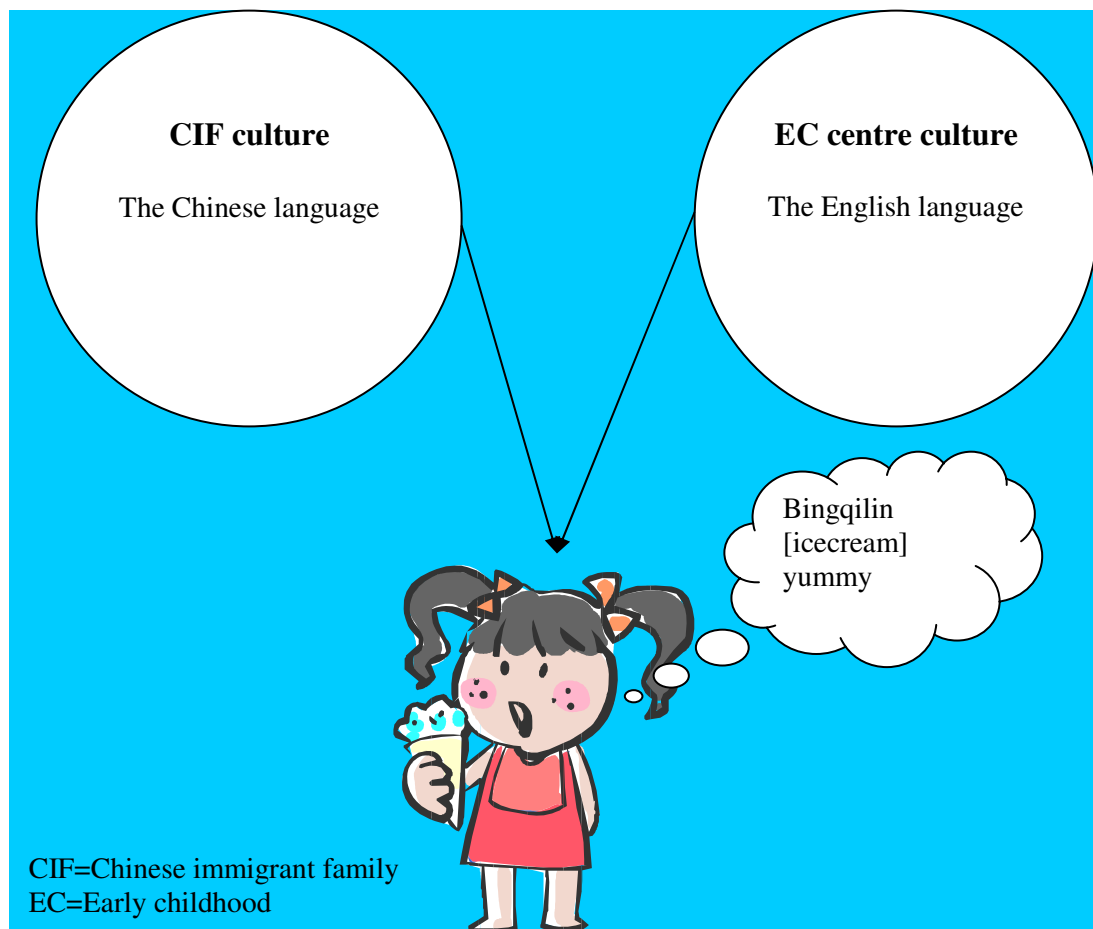 CIF culture
The Chinese language
EC centre culture
The English language
Bingqilin
[icecream]
yummy
CIF=Chinese immigrant family
EC=Early childhood